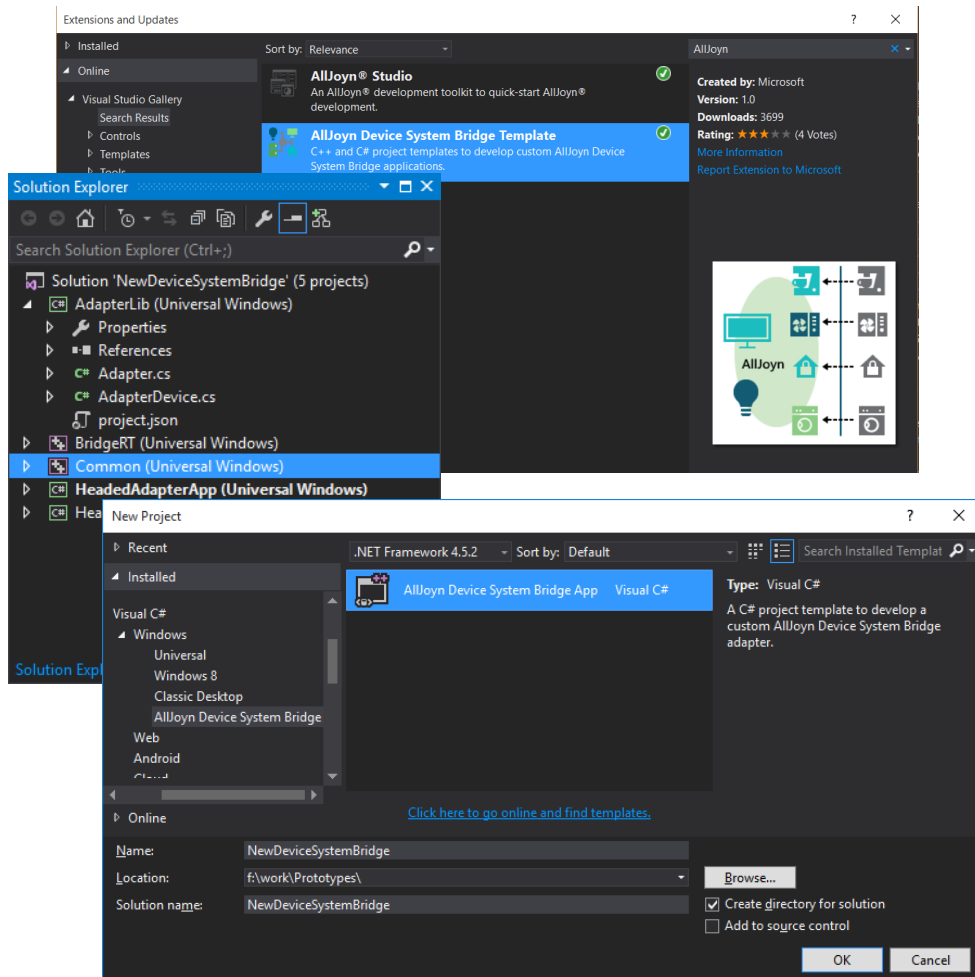 Extensions and Updates
?
Installed
Online
Visual Studio Gallery
Search Results
Controls
Templates
Tools
Sort by: Relevance
AllJoyn® Studio
An AllJoyn® development toolkit to quick-start AllJoyn®
development.
AllJoyn Device System Bridge Template
C++ and C# project templates to develop custom AllJoyn Device
System Bridge applications.
AllJoyn
Created by: Microsoft
Version: 1.0
Downloads: 3699
Rating: (4 Votes)
More Information
Report Extension to Microsoft
AllJoyn
Solution Explorer
Search Solution Explorer (Ctrl+;)
Solution 'NewDeviceSystemBridge' (5 projects)
C# AdapterLib (Universal Windows)
Properties
References
C# Adapter.cs
C# AdapterDevice.cs
project.json
BridgeRT (Universal Windows)
Common (Universal Windows)
C# HeadedAdapterApp (Universal Windows)
C# Hea
Solution Expl
New Project
?
Recent
Installed
Visual C#
Windows
Universal
Windows 8
Classic Desktop
AllJoyn Device System Bridge
Web
Android
Cloud
Online
.NET Framework 4.5.2 Sort by: Default
Search Installed Templat
AllJoyn Device System Bridge App Visual C#
Type: Visual C#
A C# project template to develop a
custom AllJoyn Device System Bridge
adapter.
Click here to go online and find templates.
Name: NewDeviceSystemBridge
Location: f:\work\Prototypes\
Browse...
Solution name: NewDeviceSystemBridge
Create directory for solution
Add to source control
OK Cancel